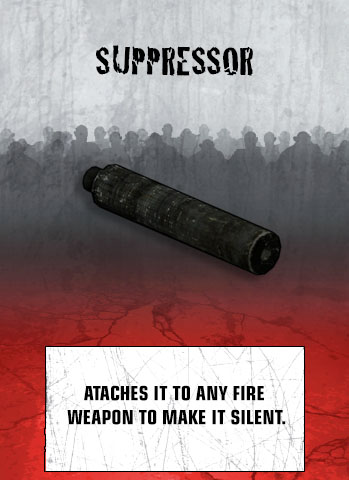 SUPPRESSOR
ATACHES IT TO ANY FIRE
WEAPON TO MAKE IT SILENT.